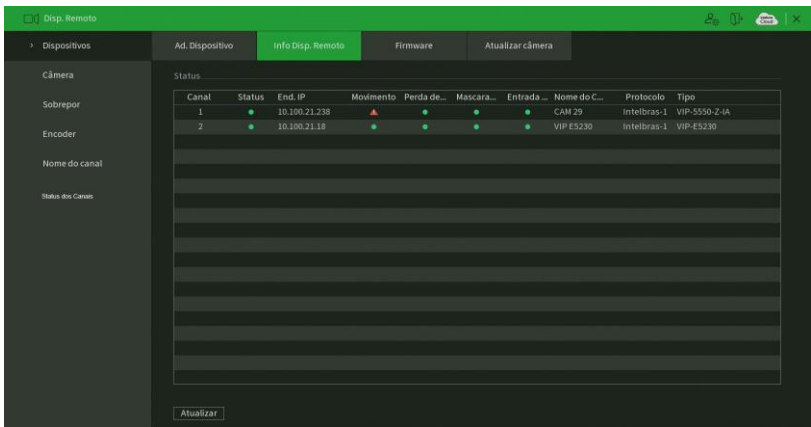 Disp. Remoto
Cloud
Dispositivos Ad. Dispositivo Info Disp. Remoto Firmware Atualizar câmera
Câmera
Status
Sobrepor
Encoder
Nome do canal
Status dos Canais
Canal Status End. IP Movimento Perda de... Mascara... Entrada ... Nome do C... Protocolo Tipo
1 10.100.21.238 CAM 29 Intelbras-1 VIP-5550-Z-IA
2 10.100.21.18 VIP E5230 Intelbras-1 VIP-E5230
Atualizar